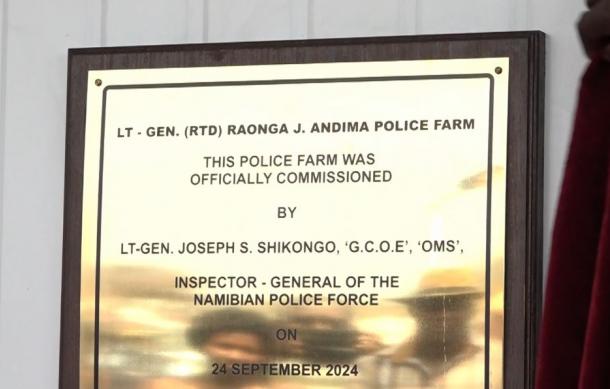 LT - GEN. (RTD) RAONGA J. ANDIMA POLICE FARM
THIS POLICE FARM WAS
OFFICIALLY COMMISSIONED
BY
LT-GEN. JOSEPH S. SHIKONGO, ‘G.C.O.E’, ‘OMS’,
INSPECTOR - GENERAL OF THE
NAMIBIAN POLICE FORCE
ON
24 SEPTEMBER 2024